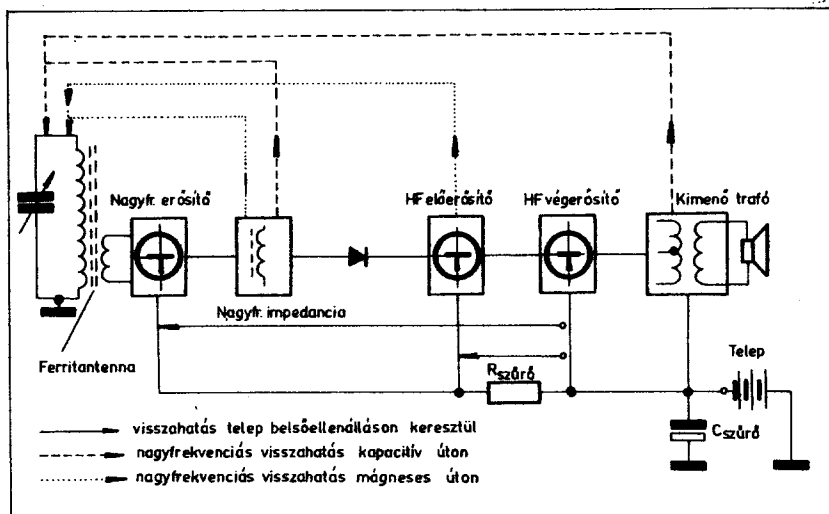 Nagyfr. erősítő
HF előerősítő
HF végerősítő
Kimenő trafó
Nagyfr. impedancia
Ferritantenna
Rszűrő
Telep
Cszűrő
visszahatás telep belsőellenálláson keresztül
nagyfrekvenciás visszahatás kapacitív úton
nagyfrekvenciás visszahatás mágneses úton